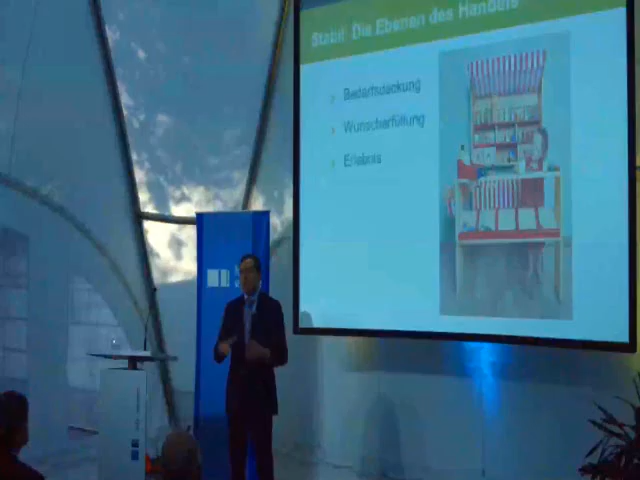 Stabil: Die Ebenen des Handels
Bedarfsdeckung
Wunscherfüllung
Erlebnis